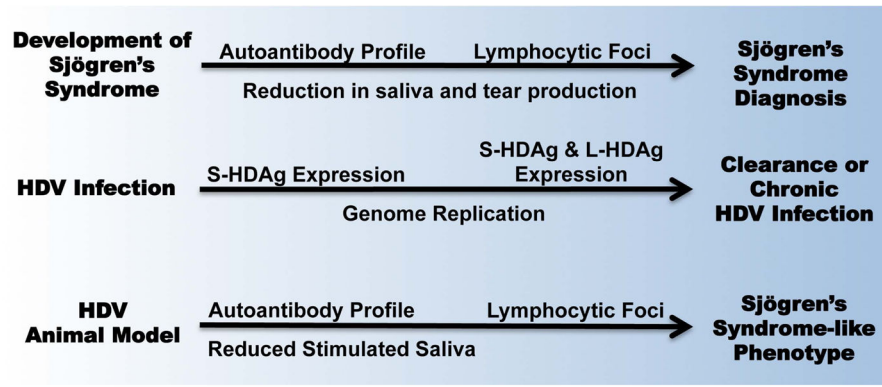 Development of
Sjögren's
Syndrome
Autoantibody Profile
Lymphocytic Foci
Reduction in saliva and tear production
Sjögren's
Syndrome
Diagnosis
HDV Infection
S-HDAg Expression
S-HDAg & L-HDAg
Expression
Genome Replication
Clearance or
Chronic
HDV Infection
HDV
Animal Model
Autoantibody Profile
Lymphocytic Foci
Reduced Stimulated Saliva
Sjögren's
Syndrome-like
Phenotype